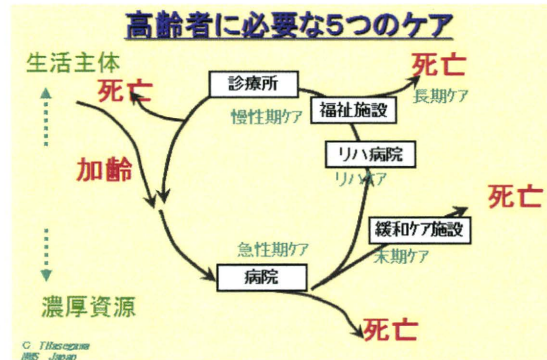 高齢者に必要な5つのケア
生活主体
死亡
診療所
死亡
慢性期ケア
福祉施設
長期ケア
加齢
リハ病院
リハケア
死亡
緩和ケア施設
急性期ケア
末期ケア
病院
濃厚資源
死亡
C THasegawa
NMS Japan